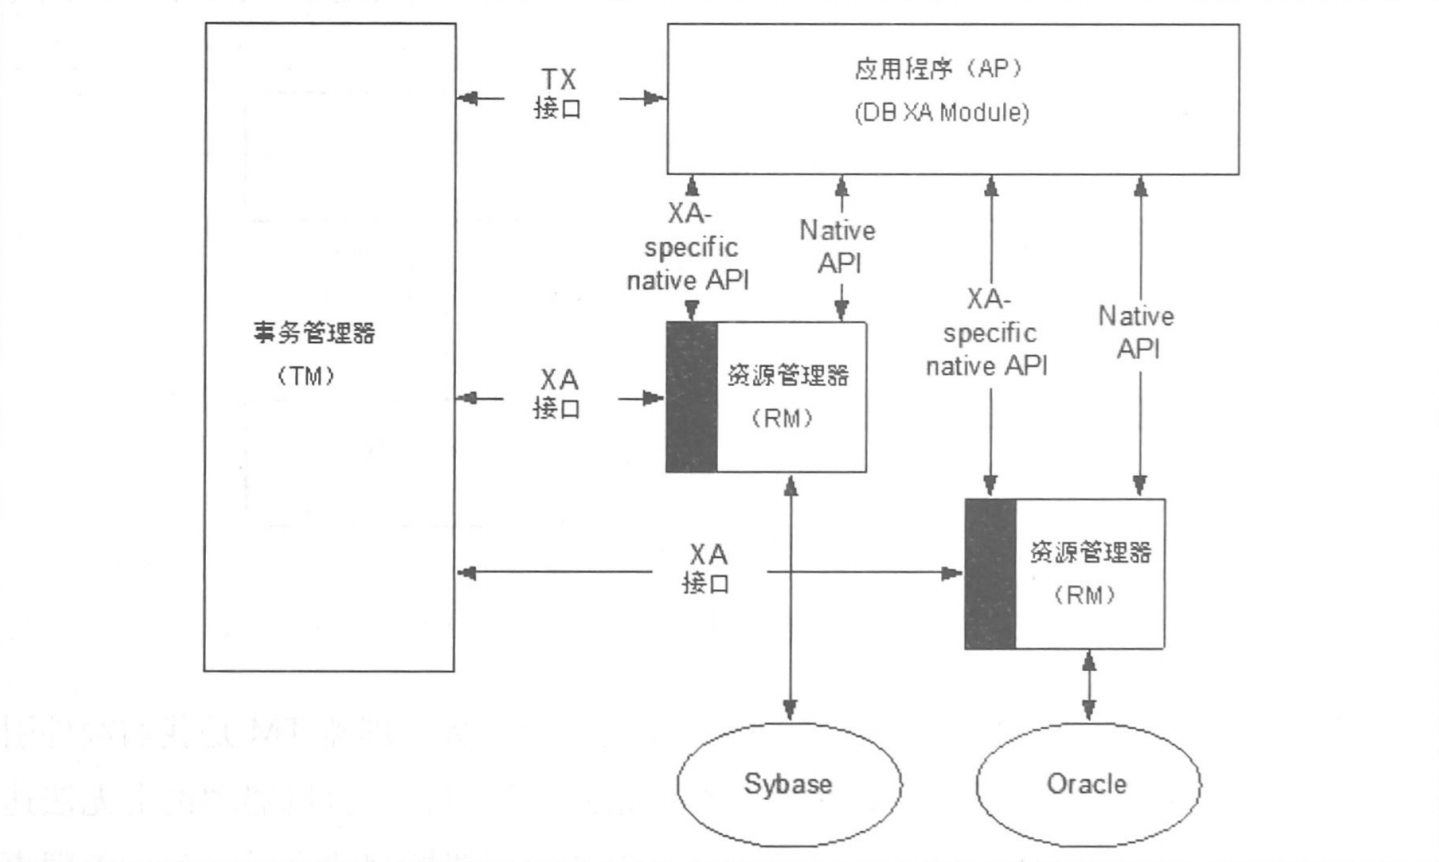 TX
接口
应用程序（AP）
(DB XA Module)
XA-
specific
native API
Native
API
XA-
specific
native API
Native
API
事务管理器
（TM）
XA
接口
资源管理器
（RM）
XA
接口
资源管理器
（RM）
Sybase
Oracle